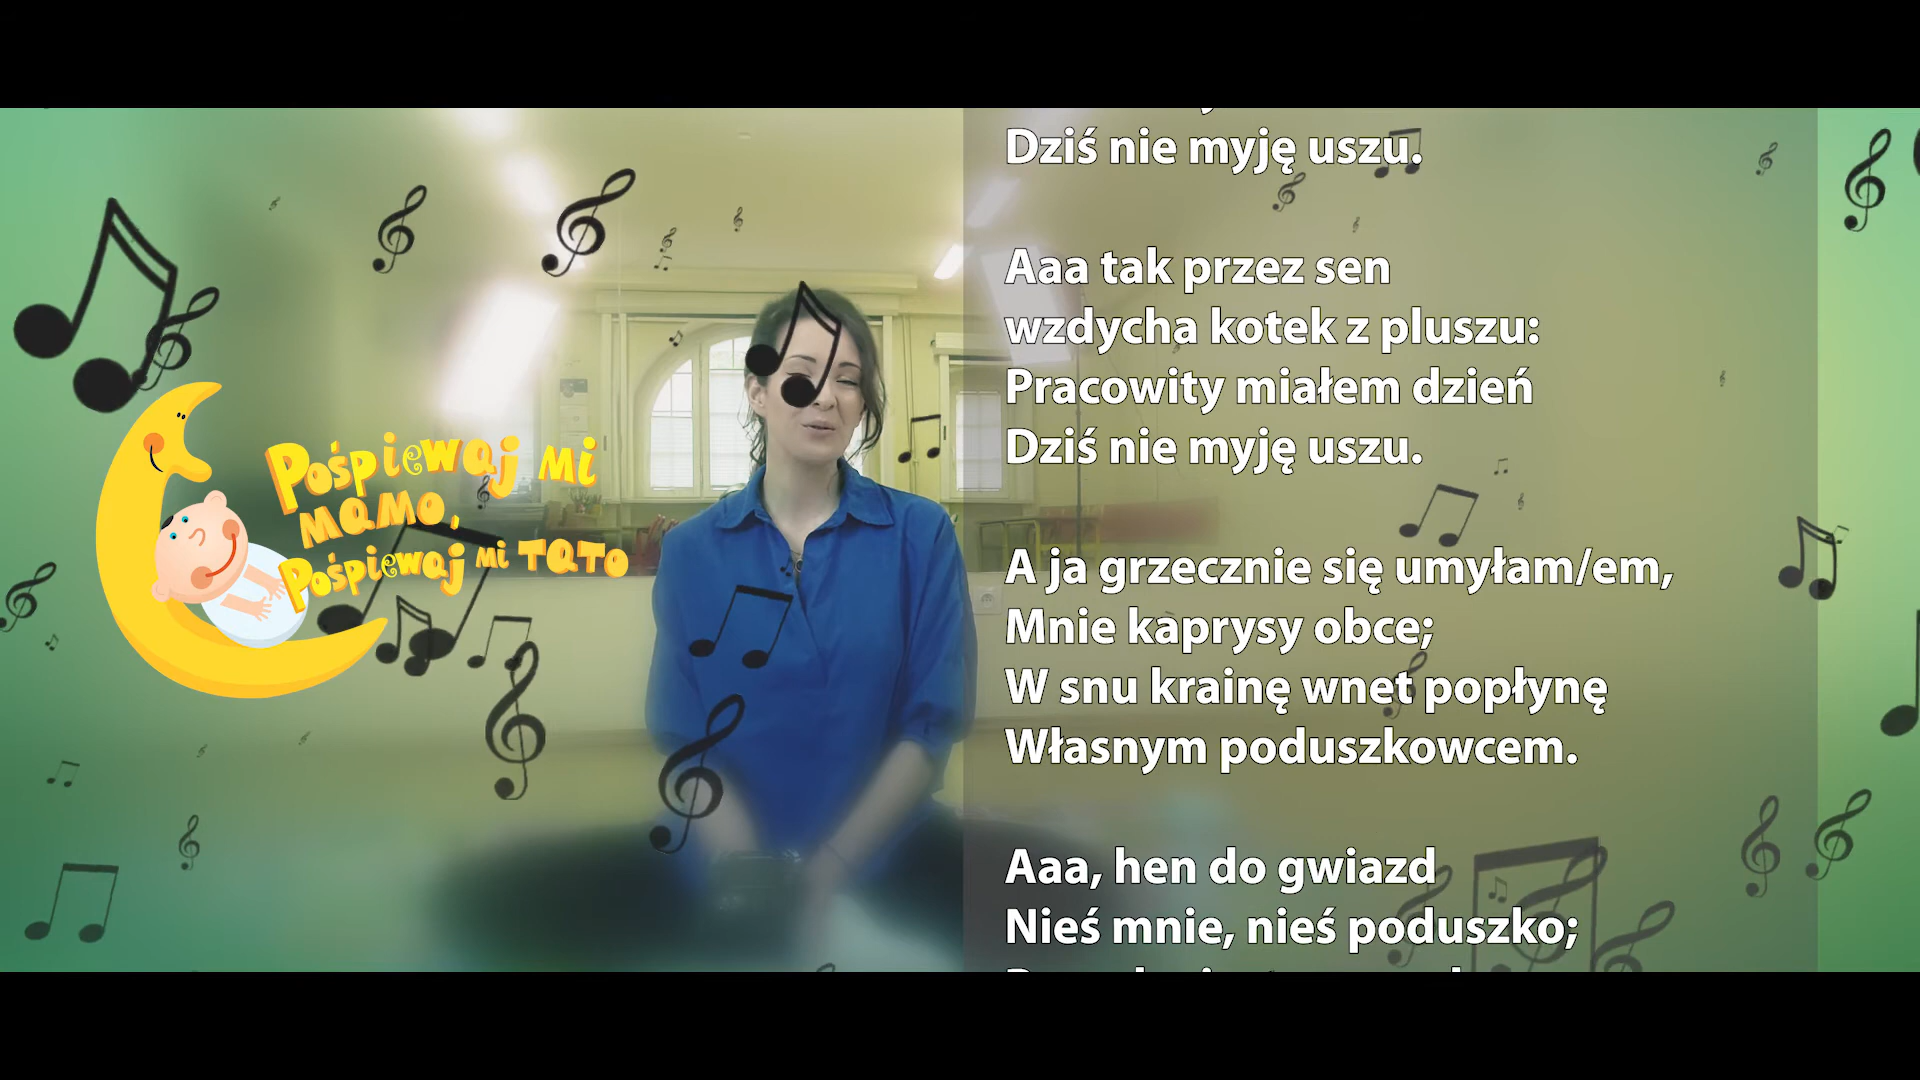 Pośpiewaj mi
mamo,
Pośpiewaj mi tato
Dziś nie myję uszu.
Aaa tak przez sen
wzdycha kotek z pluszu:
Pracowity miałem dzień
Dziś nie myję uszu.
A ja grzecznie się umyłam/em,
Mnie kaprysy obce;
W snu krainę wnet popłynę
Własnym poduszkowcem.
Aaa, hen do gwiazd
Nieś mnie, nieś poduszko;